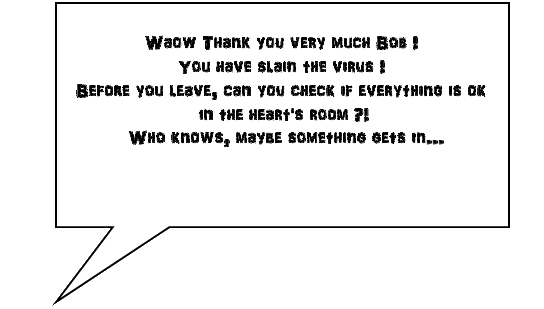 Waow Thank you very much Bob !
You have slain the virus !
Before you leave, can you check if everything is ok
in the heart's room ?!
Who knows, maybe something gets in...